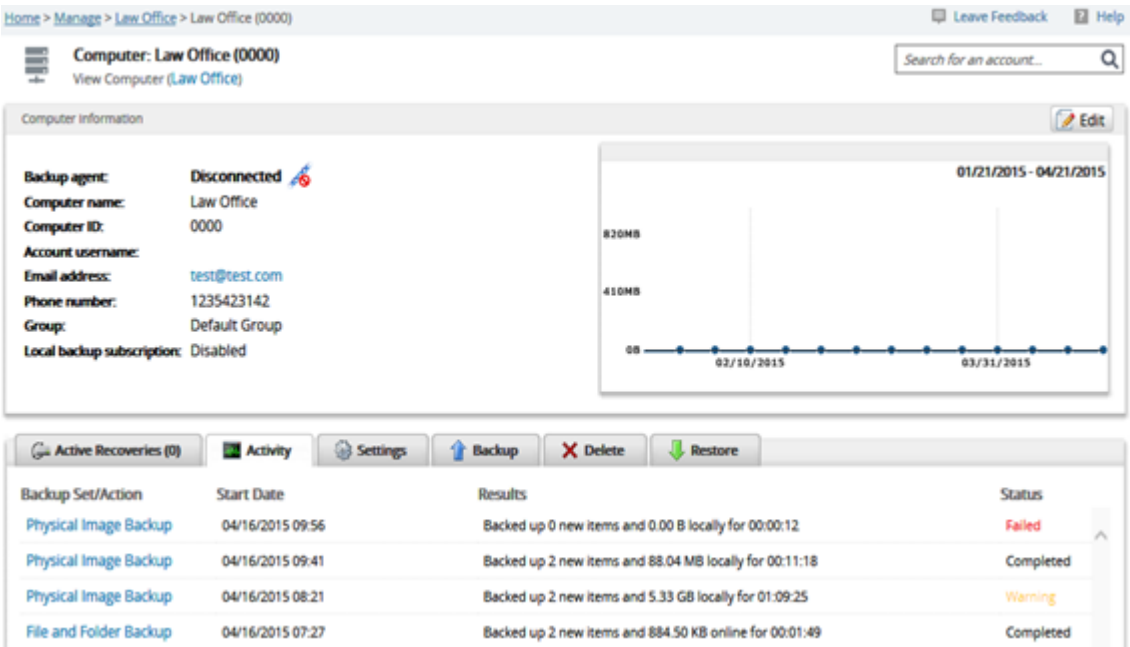 Home > Manage > Law Office > Law Office (0000)
Leave Feedback
Help
Computer: Law Office (0000)
View Computer (Law Office)
Search for an account...
Computer Information
Edit
Backup agent: Disconnected
Computer name: Law Office
Computer ID: 0000
Account username:
Email address: test@test.com
Phone number: 1235423142
Group: Default Group
Local backup subscription: Disabled
01/21/2015 - 04/21/2015
820MB
410MB
0B
02/10/2015 03/31/2015
Active Recoveries (0) Activity Settings Backup Delete Restore
Backup Set/Action Start Date Results Status
Physical Image Backup 04/16/2015 09:56 Backed up 0 new items and 0.00 B locally for 00:00:12 Failed
Physical Image Backup 04/16/2015 09:41 Backed up 2 new items and 88.04 MB locally for 00:11:18 Completed
Physical Image Backup 04/16/2015 08:21 Backed up 2 new items and 5.33 GB locally for 01:09:25 Warning
File and Folder Backup 04/16/2015 07:27 Backed up 2 new items and 884.50 KB online for 00:01:49 Completed